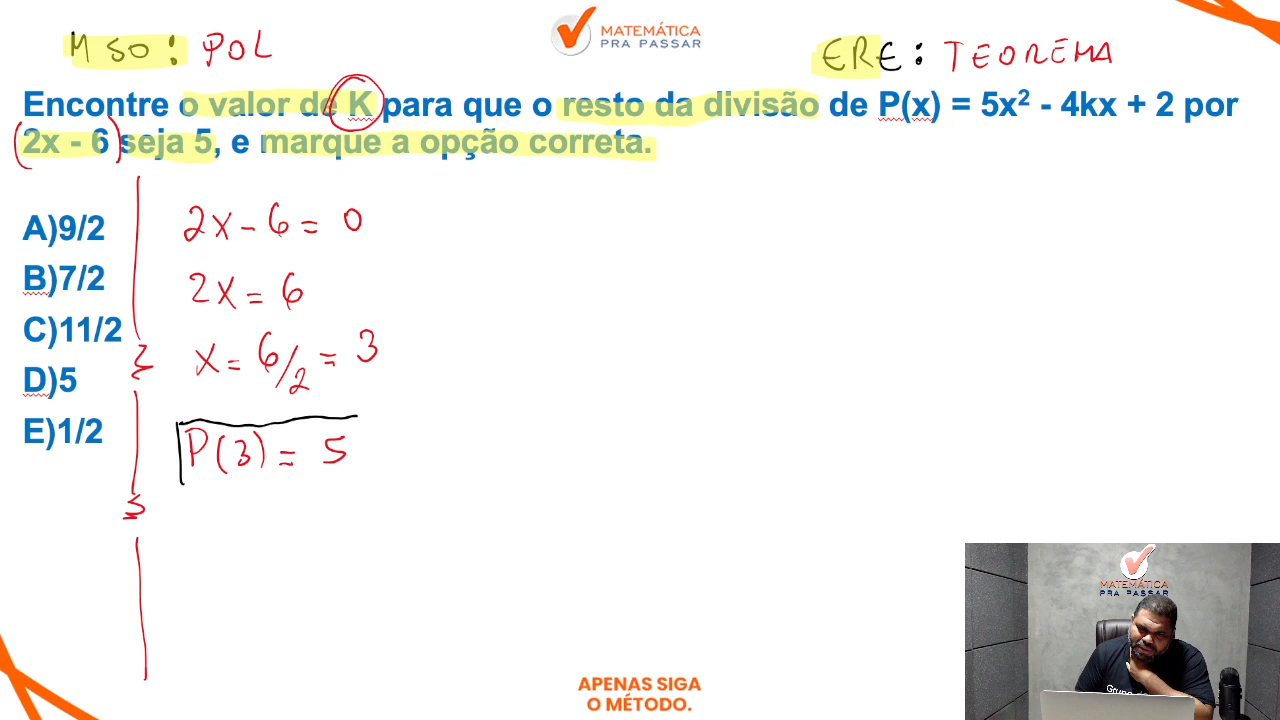 M SO : POL
MATEMÁTICA
PRA PASSAR
ERE : TEOREMA
Encontre o valor de K para que o resto da divisão de P(x) = 5x² - 4kx + 2 por
2x - 6 seja 5, e marque a opção correta.
A)9/2
B)7/2
C)11/2
D)5
E)1/2
2x - 6 = 0
2x = 6
x = 6/2 = 3
P(3) = 5
MATEMÁTICA
PRA PASSAR
APENAS SIGA
O MÉTODO.